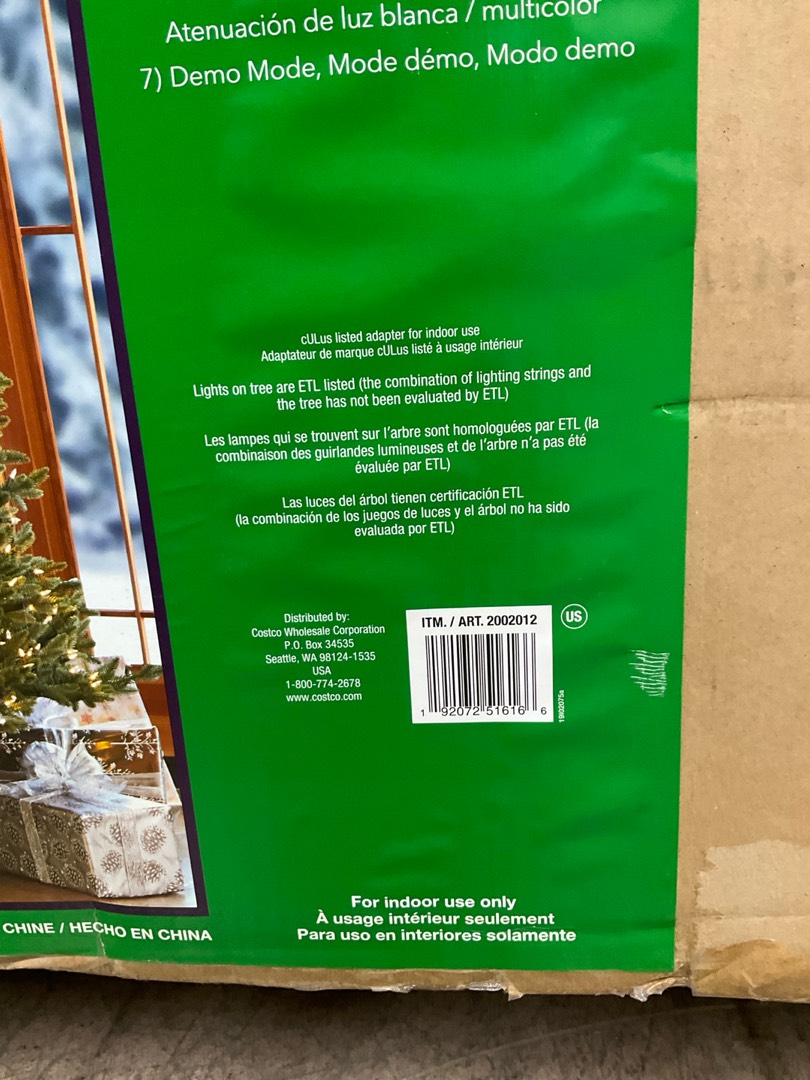 Atenuación de luz blanca / multicolor
7) Demo Mode, Mode démo, Modo demo
cULus listed adapter for indoor use
Adaptateur de marque cULus listé à usage intérieur
Lights on tree are ETL listed (the combination of lighting strings and
the tree has not been evaluated by ETL)
Les lampes qui se trouvent sur l'arbre sont homologuées par ETL (la
combinaison des guirlandes lumineuses et de l'arbre n'a pas été
évaluée par ETL)
Las luces del árbol tienen certificación ETL
(la combinación de los juegos de luces y el árbol no ha sido
evaluada por ETL)
Distributed by:
Costco Wholesale Corporation
P.O. Box 34535
Seattle, WA 98124-1535
USA
1-800-774-2678
www.costco.com
ITM. / ART. 2002012
US
1 92072 51616 6
19902075a
For indoor use only
À usage intérieur seulement
Para uso en interiores solamente
CHINE / HECHO EN CHINA